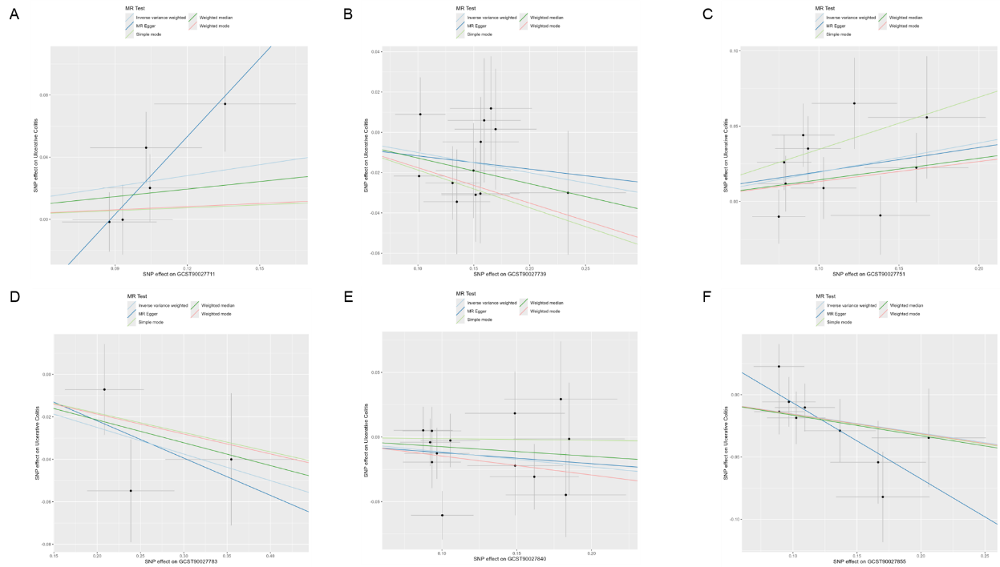 A
MR Test
Inverse variance weighted
Weighted median
MR Egger
Weighted mode
Simple mode
SNP effect on Ulcerative Colitis
0.08
0.04
0.00
0.09
0.12
0.15
SNP effect on GCST90027711
B
MR Test
Inverse variance weighted
Weighted median
MR Egger
Weighted mode
Simple mode
SNP effect on Ulcerative Colitis
0.04
0.00
-0.02
-0.04
0.10
0.15
0.20
0.25
SNP effect on GCST90027739
C
MR Test
Inverse variance weighted
Weighted median
MR Egger
Weighted mode
Simple mode
SNP effect on Ulcerative Colitis
0.10
0.00
0.10
0.15
0.20
SNP effect on GCST90027751
D
MR Test
Inverse variance weighted
Weighted median
MR Egger
Weighted mode
Simple mode
SNP effect on Ulcerative Colitis
0.00
-0.02
-0.04
0.15
0.20
0.25
0.30
0.35
0.40
SNP effect on GCST90027783
E
MR Test
Inverse variance weighted
Weighted median
MR Egger
Weighted mode
Simple mode
SNP effect on Ulcerative Colitis
0.05
0.00
0.10
0.15
0.20
SNP effect on GCST90027840
F
MR Test
Inverse variance weighted
Weighted median
MR Egger
Weighted mode
Simple mode
SNP effect on Ulcerative Colitis
0.00
-0.05
-0.10
0.10
0.15
0.20
0.25
SNP effect on GCST90027855